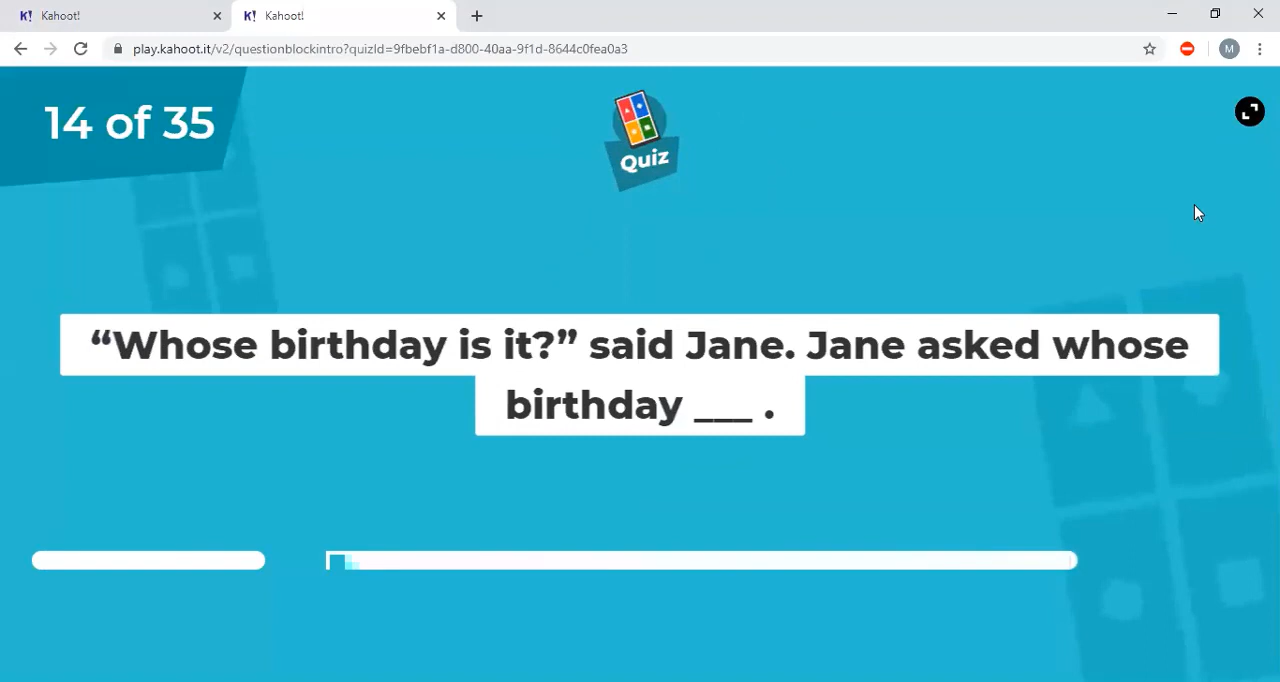 Kahoot!
Kahoot!
play.kahoot.it/v2/questionblockintro?quizId=9fbebf1a-d800-40aa-9f1d-8644c0fea0a3
M
14 of 35
Quiz
“Whose birthday is it?” said Jane. Jane asked whose
birthday ___ .